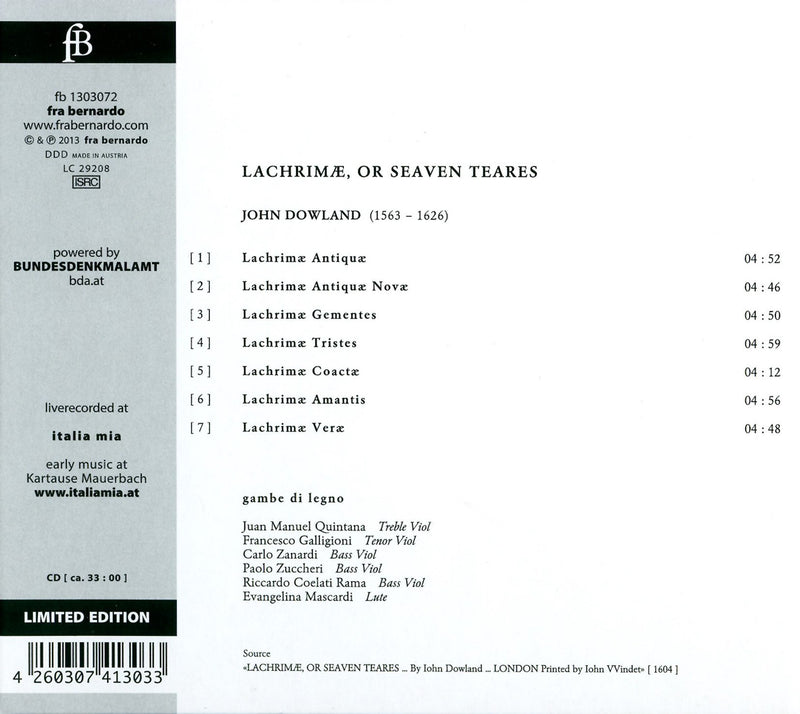 fB
fb 1303072
fra bernardo
www.frabernardo.com
© & ℗ 2013 fra bernardo
DDD MADE IN AUSTRIA
LC 29208
ISRC
powered by
BUNDESDENKMALAMT
bda.at
liverecorded at
italia mia
early music at
Kartause Mauerbach
www.italiamia.at
CD [ ca. 33 : 00 ]
LIMITED EDITION
4 260307 413033
LACHRIMÆ, OR SEAVEN TEARES
JOHN DOWLAND (1563 – 1626)
[ 1 ] Lachrimæ Antiquæ 04 : 52
[ 2 ] Lachrimæ Antiquæ Novæ 04 : 46
[ 3 ] Lachrimæ Gementes 04 : 50
[ 4 ] Lachrimæ Tristes 04 : 59
[ 5 ] Lachrimæ Coactæ 04 : 12
[ 6 ] Lachrimæ Amantis 04 : 56
[ 7 ] Lachrimæ Veræ 04 : 48
gambe di legno
Juan Manuel Quintana Treble Viol
Francesco Galligioni Tenor Viol
Carlo Zanardi Bass Viol
Paolo Zuccheri Bass Viol
Riccardo Coelati Rama Bass Viol
Evangelina Mascardi Lute
Source
«LACHRIMÆ, OR SEAVEN TEARES ... By Iohn Dowland ... LONDON Printed by Iohn VVindet» [ 1604 ]